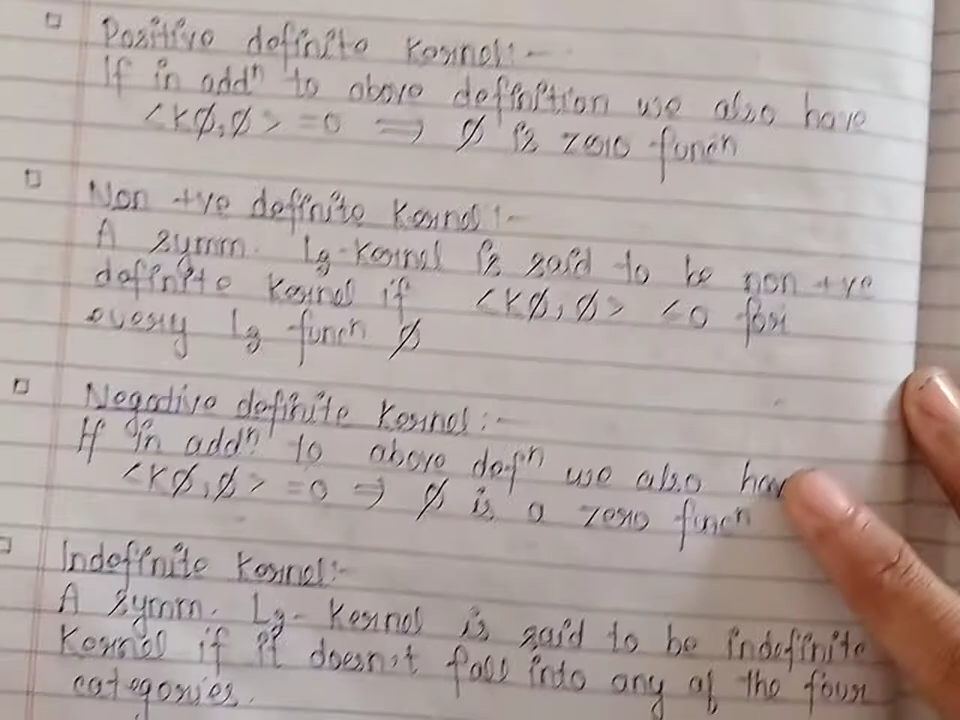 Positive definite Kernel:-
If in addn to above definition we also have
<Kø,ø> =0 ⇒ ø is zero funcn
Non +ve definite Kernel:-
A symm. L2-Kernel is said to be non +ve
definite Kernel if <Kø,ø> <0 for
every L2 funcn ø
Negative definite Kernel:-
If in addn to above defn we also have
<Kø,ø> =0 ⇒ ø is a zero funcn
Indefinite Kernel:-
A symm. L2-Kernel is said to be indefinite
Kernel if it doesn't fall into any of the four
categories.